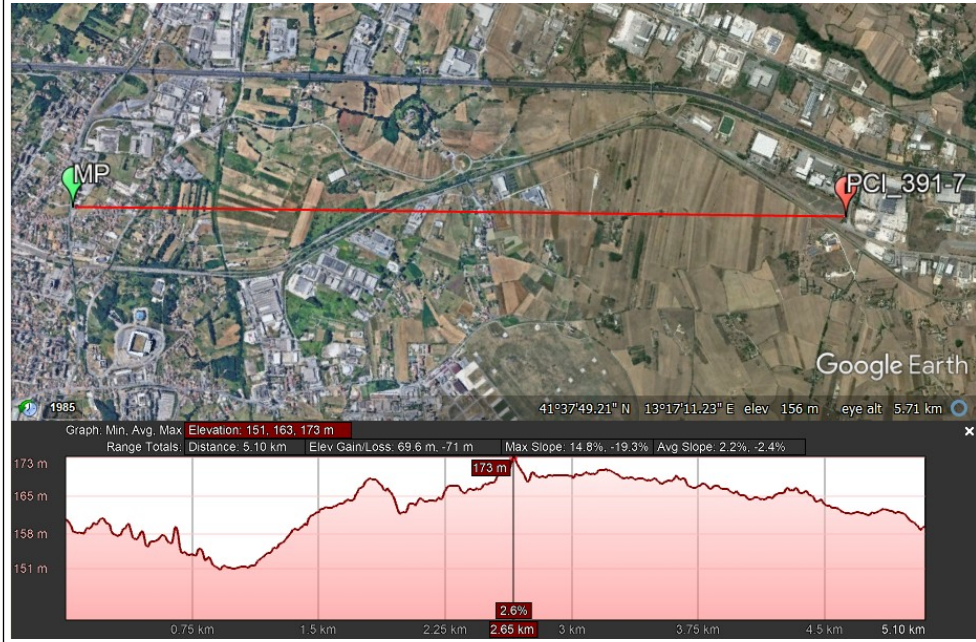 MP
PCI_391-7
Google Earth
1985
41°37'49.21" N 13°17'11.23" E elev 156 m eye alt 5.71 km
Graph: Min, Avg, Max Elevation: 151, 163, 173 m
Range Totals: Distance: 5.10 km Elev Gain/Loss: 69.6 m, -71 m Max Slope: 14.8%, -19.3% Avg Slope: 2.2%, -2.4%
173 m
173 m
165 m
158 m
151 m
2.6%
0.75 km 1.5 km 2.25 km 2.65 km 3 km 3.75 km 4.5 km 5.10 km